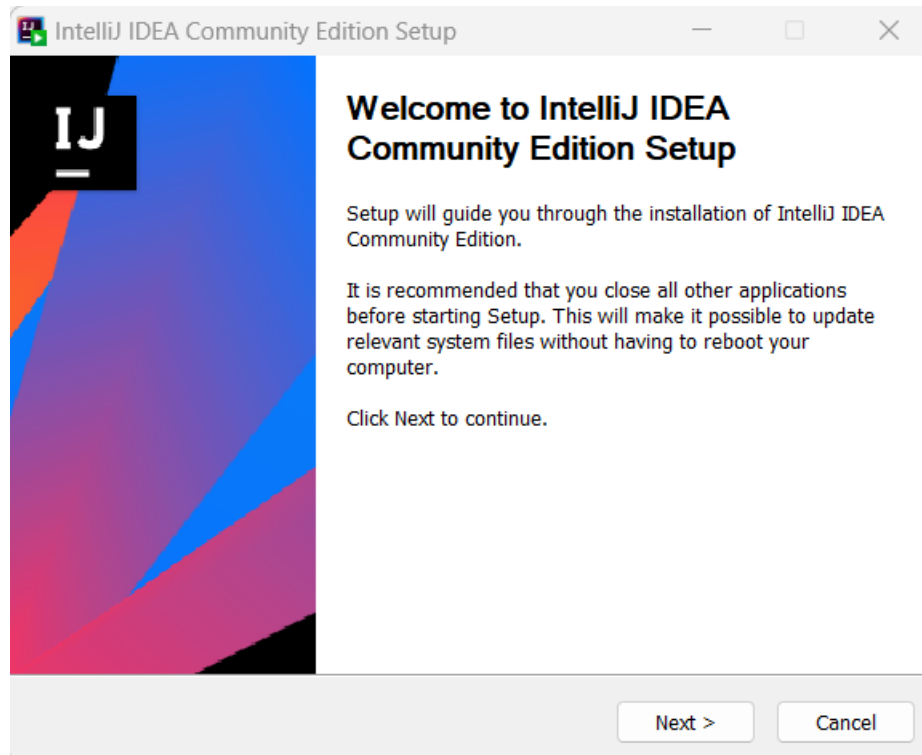 IntelliJ IDEA Community Edition Setup
IJ
Welcome to IntelliJ IDEA
Community Edition Setup
Setup will guide you through the installation of IntelliJ IDEA
Community Edition.
It is recommended that you close all other applications
before starting Setup. This will make it possible to update
relevant system files without having to reboot your
computer.
Click Next to continue.
Next >
Cancel